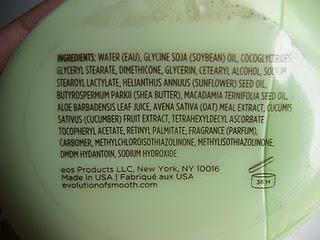 INGREDIENTS: WATER (EAU), GLYCINE SOJA (SOYBEAN) OIL, COCOGLYCERIDES,
GLYCERYL STEARATE, DIMETHICONE, GLYCERIN, CETEARYL ALCOHOL, SODIUM
STEAROYL LACTYLATE, HELIANTHUS ANNUUS (SUNFLOWER) SEED OIL,
BUTYROSPERMUM PARKII (SHEA BUTTER), MACADAMIA TERNIFOLIA SEED OIL,
ALOE BARBADENSIS LEAF JUICE, AVENA SATIVA (OAT) MEAL EXTRACT, CUCUMIS
SATIVUS (CUCUMBER) FRUIT EXTRACT, TETRAHEXYLDECYL ASCORBATE
TOCOPHERYL ACETATE, RETINYL PALMITATE, FRAGRANCE (PARFUM),
CARBOMER, METHYLCHLOROISOTHIAZOLINONE, METHYLISOTHIAZOLINONE,
DMDM HYDANTOIN, SODIUM HYDROXIDE.
eos Products LLC, New York, NY 10016
Made in USA | Fabriqué aux USA
evolutionofsmooth.com
36M